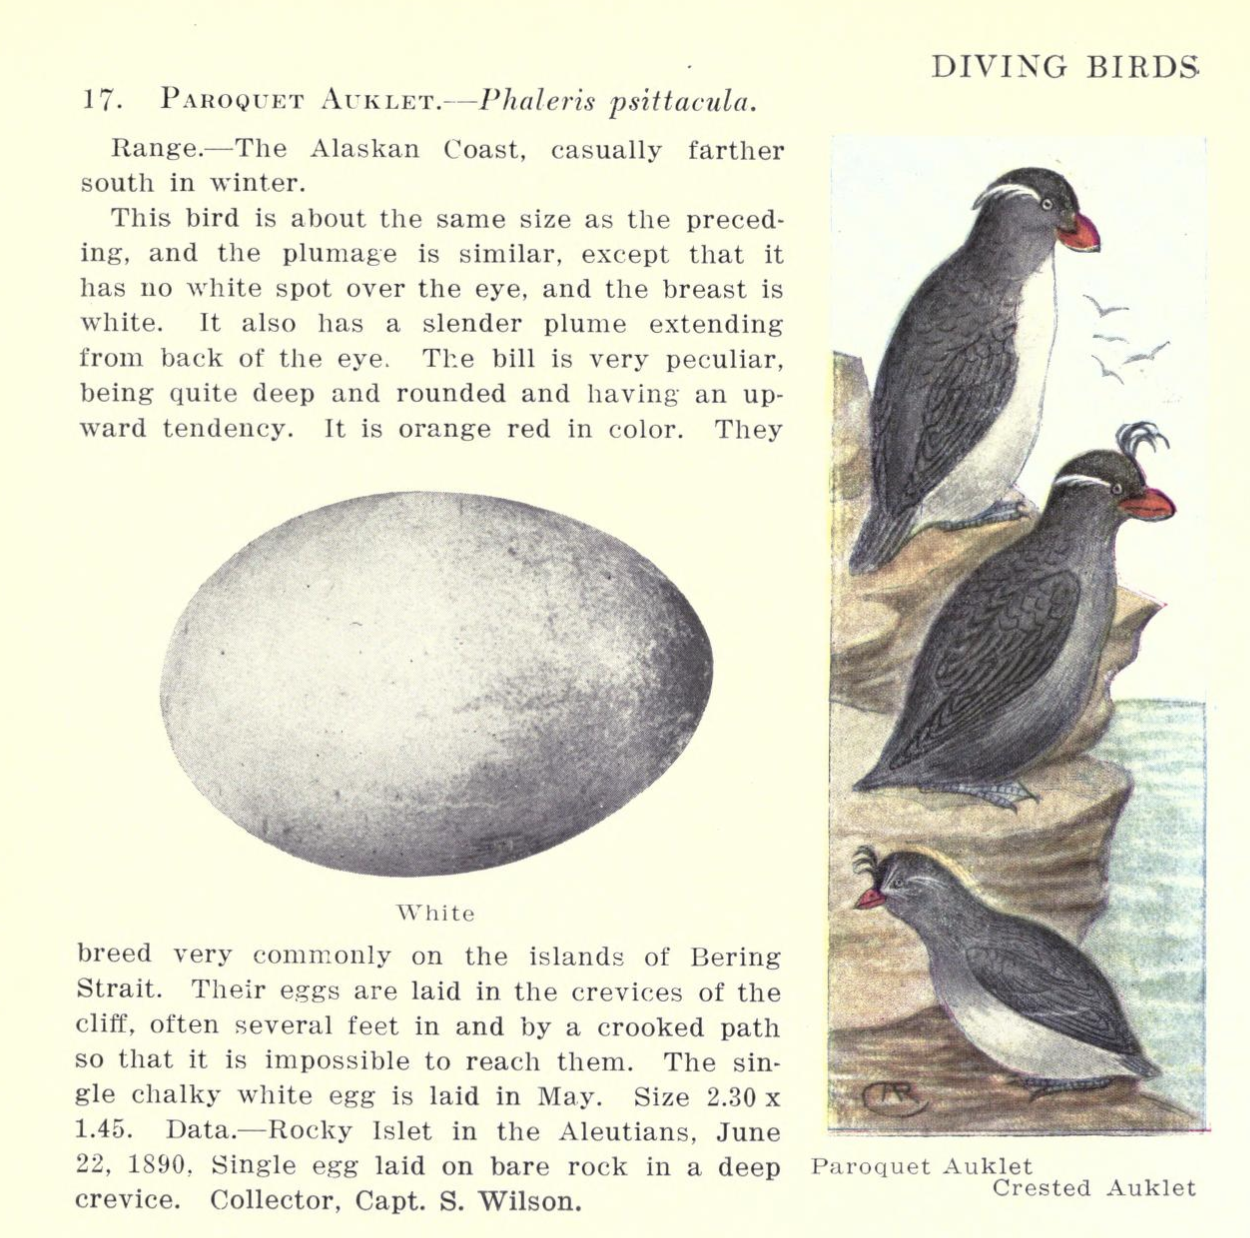 DIVING BIRDS
17. PAROQUET AUKLET.—Phaleris psittacula.
Range.—The Alaskan Coast, casually farther
south in winter.
This bird is about the same size as the preced-
ing, and the plumage is similar, except that it
has no white spot over the eye, and the breast is
white. It also has a slender plume extending
from back of the eye. The bill is very peculiar,
being quite deep and rounded and having an up-
ward tendency. It is orange red in color. They
White
breed very commonly on the islands of Bering
Strait. Their eggs are laid in the crevices of the
cliff, often several feet in and by a crooked path
so that it is impossible to reach them. The sin-
gle chalky white egg is laid in May. Size 2.30 x
1.45. Data.—Rocky Islet in the Aleutians, June
22, 1890. Single egg laid on bare rock in a deep
crevice. Collector, Capt. S. Wilson.
Paroquet Auklet
Crested Auklet